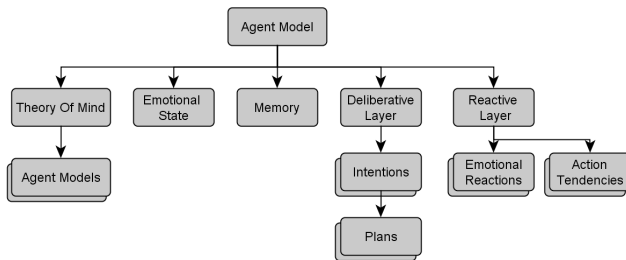 Agent Model
Theory Of Mind
Emotional
State
Memory
Deliberative
Layer
Reactive
Layer
Agent Models
Intentions
Emotional
Reactions
Action
Tendencies
Plans